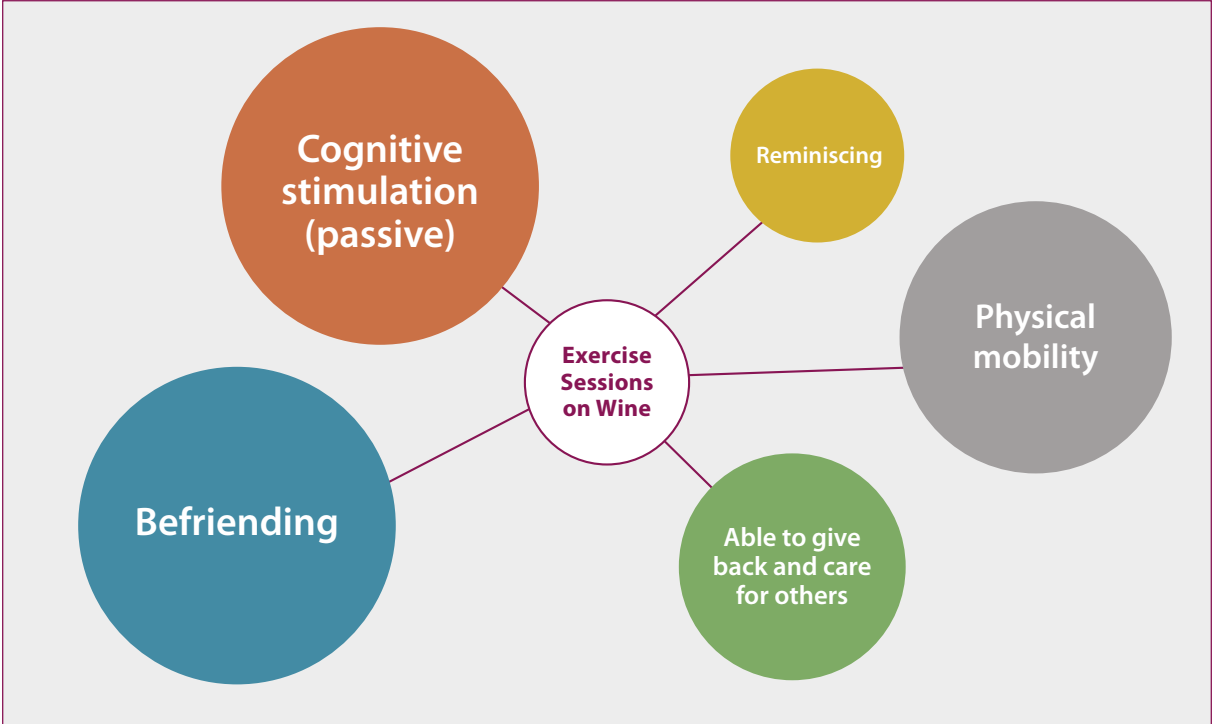 Cognitive
stimulation
(passive)
Reminiscing
Physical
mobility
Exercise
Sessions
on Wine
Befriending
Able to give
back and care
for others